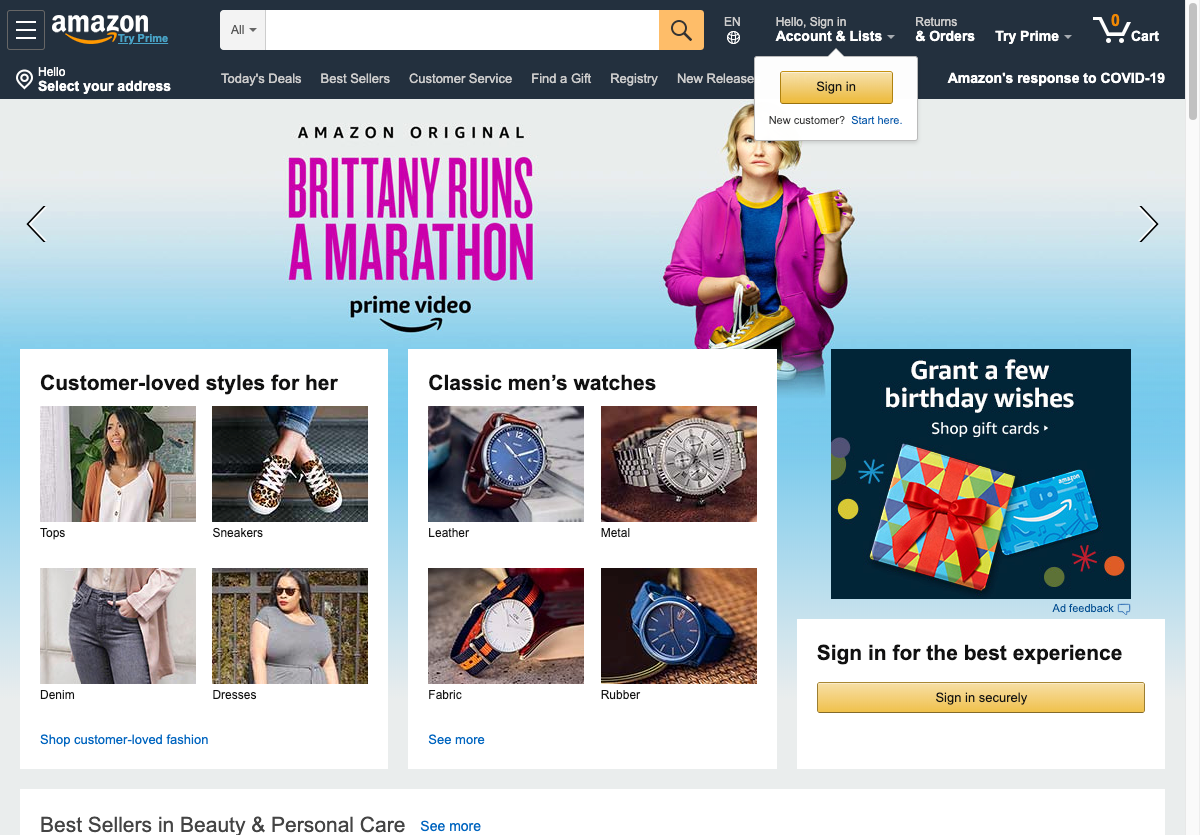 amazon
Try Prime
All
EN
Hello, Sign in
Account & Lists
Returns
& Orders
Try Prime
0
Cart
Hello
Select your address
Today's Deals
Best Sellers
Customer Service
Find a Gift
Registry
New Release
Amazon's response to COVID-19
Sign in
New customer? Start here.
AMAZON ORIGINAL
BRITTANY RUNS
A MARATHON
prime video
Customer-loved styles for her
Tops
Sneakers
Denim
Dresses
Shop customer-loved fashion
Classic men’s watches
Leather
Metal
Fabric
Rubber
See more
Grant a few
birthday wishes
Shop gift cards
amazon
Ad feedback
Sign in for the best experience
Sign in securely
Best Sellers in Beauty & Personal Care
See more